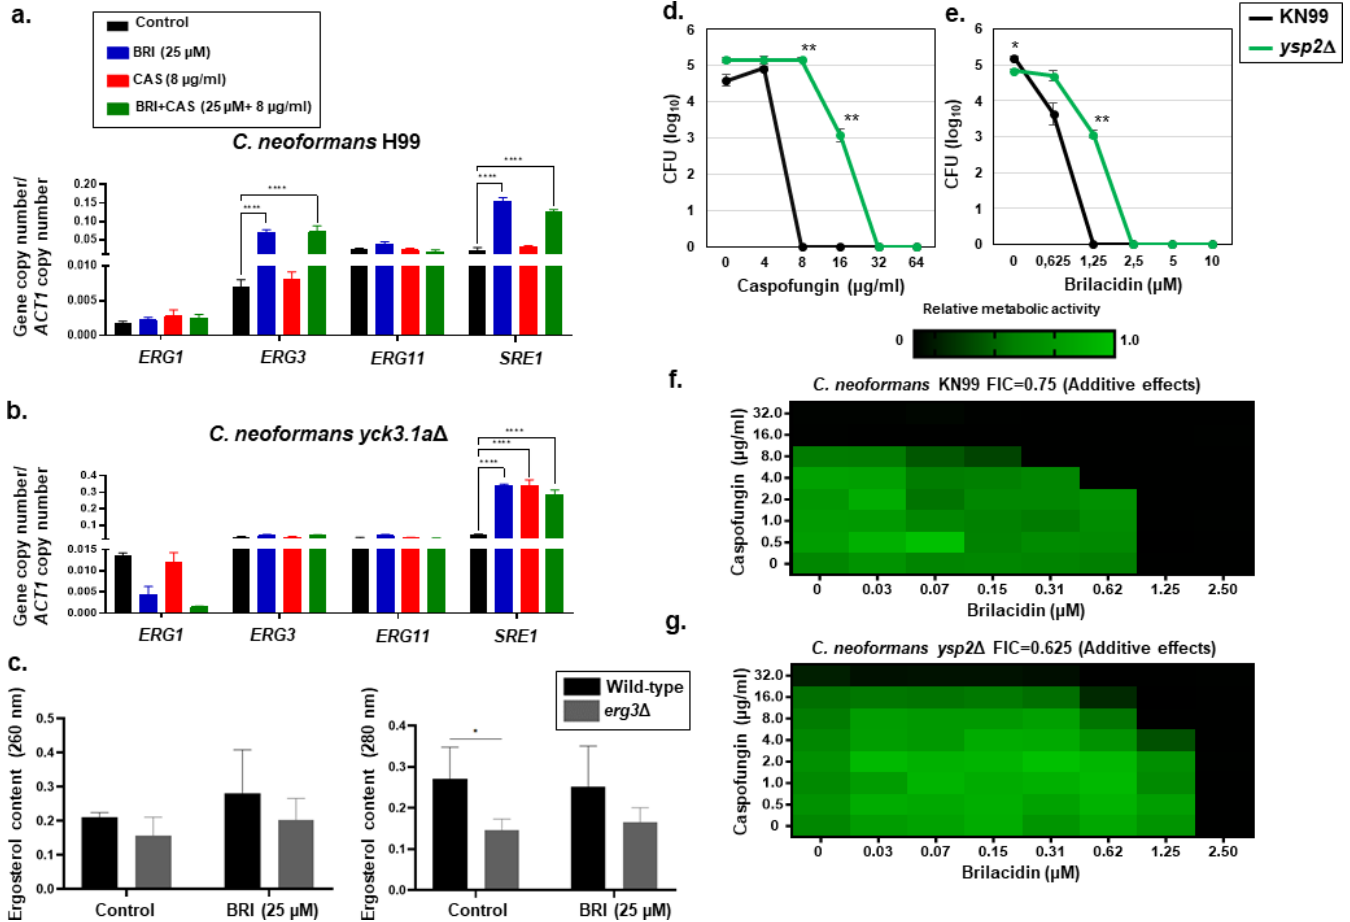 a.
Control
BRI (25 µM)
CAS (8 µg/ml)
BRI+CAS (25 µM+ 8 µg/ml)
C. neoformans H99
Gene copy number/
ACT1 copy number
0.20
0.15
0.10
0.05
0.010
0.005
0.000
****
****
****
****
ERG1 ERG3 ERG11 SRE1
b.
C. neoformans yck3.1aΔ
Gene copy number/
ACT1 copy number
0.4
0.3
0.2
0.1
0.015
0.010
0.005
0.000
****
****
****
ERG1 ERG3 ERG11 SRE1
c.
Ergosterol content (260 nm)
0.5
0.4
0.3
0.2
0.1
0.0
Control BRI (25 µM)
Ergosterol content (280 nm)
0.4
0.3
0.2
0.1
0.0
*
Control BRI (25 µM)
Wild-type
erg3Δ
d.
CFU (log10)
6
5
4
3
2
1
0
**
**
0 4 8 16 32 64
Caspofungin (µg/ml)
e.
KN99
ysp2Δ
CFU (log10)
6
5
4
3
2
1
0
*
**
0 0,625 1,25 2,5 5 10
Brilacidin (µM)
Relative metabolic activity
0 1.0
f.
C. neoformans KN99 FIC=0.75 (Additive effects)
Caspofungin (µg/ml)
32.0
16.0
8.0
4.0
2.0
1.0
0.5
0
0 0.03 0.07 0.15 0.31 0.62 1.25 2.50
Brilacidin (µM)
g.
C. neoformans ysp2Δ FIC=0.625 (Additive effects)
Caspofungin (µg/ml)
32.0
16.0
8.0
4.0
2.0
1.0
0.5
0
0 0.03 0.07 0.15 0.31 0.62 1.25 2.50
Brilacidin (µM)